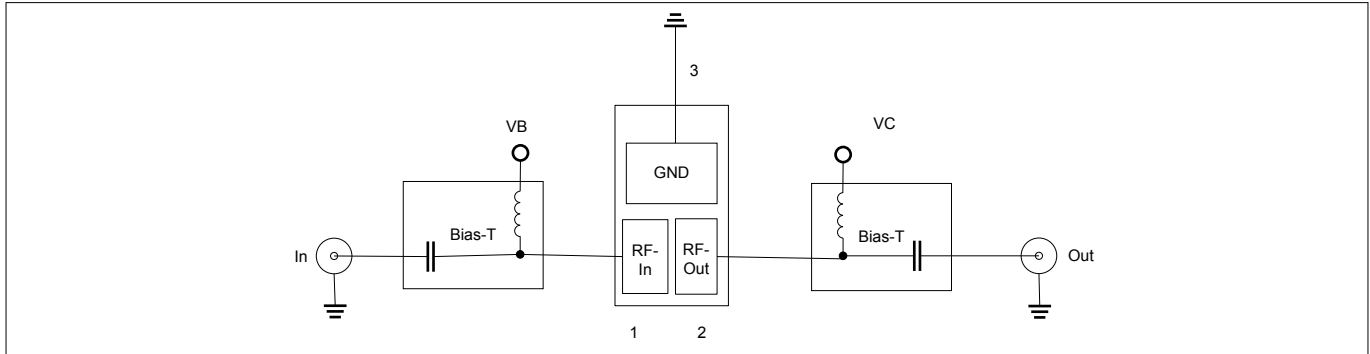 3
VB
VC
GND
Bias-T
Bias-T
In
RF-
In
RF-
Out
Out
1
2